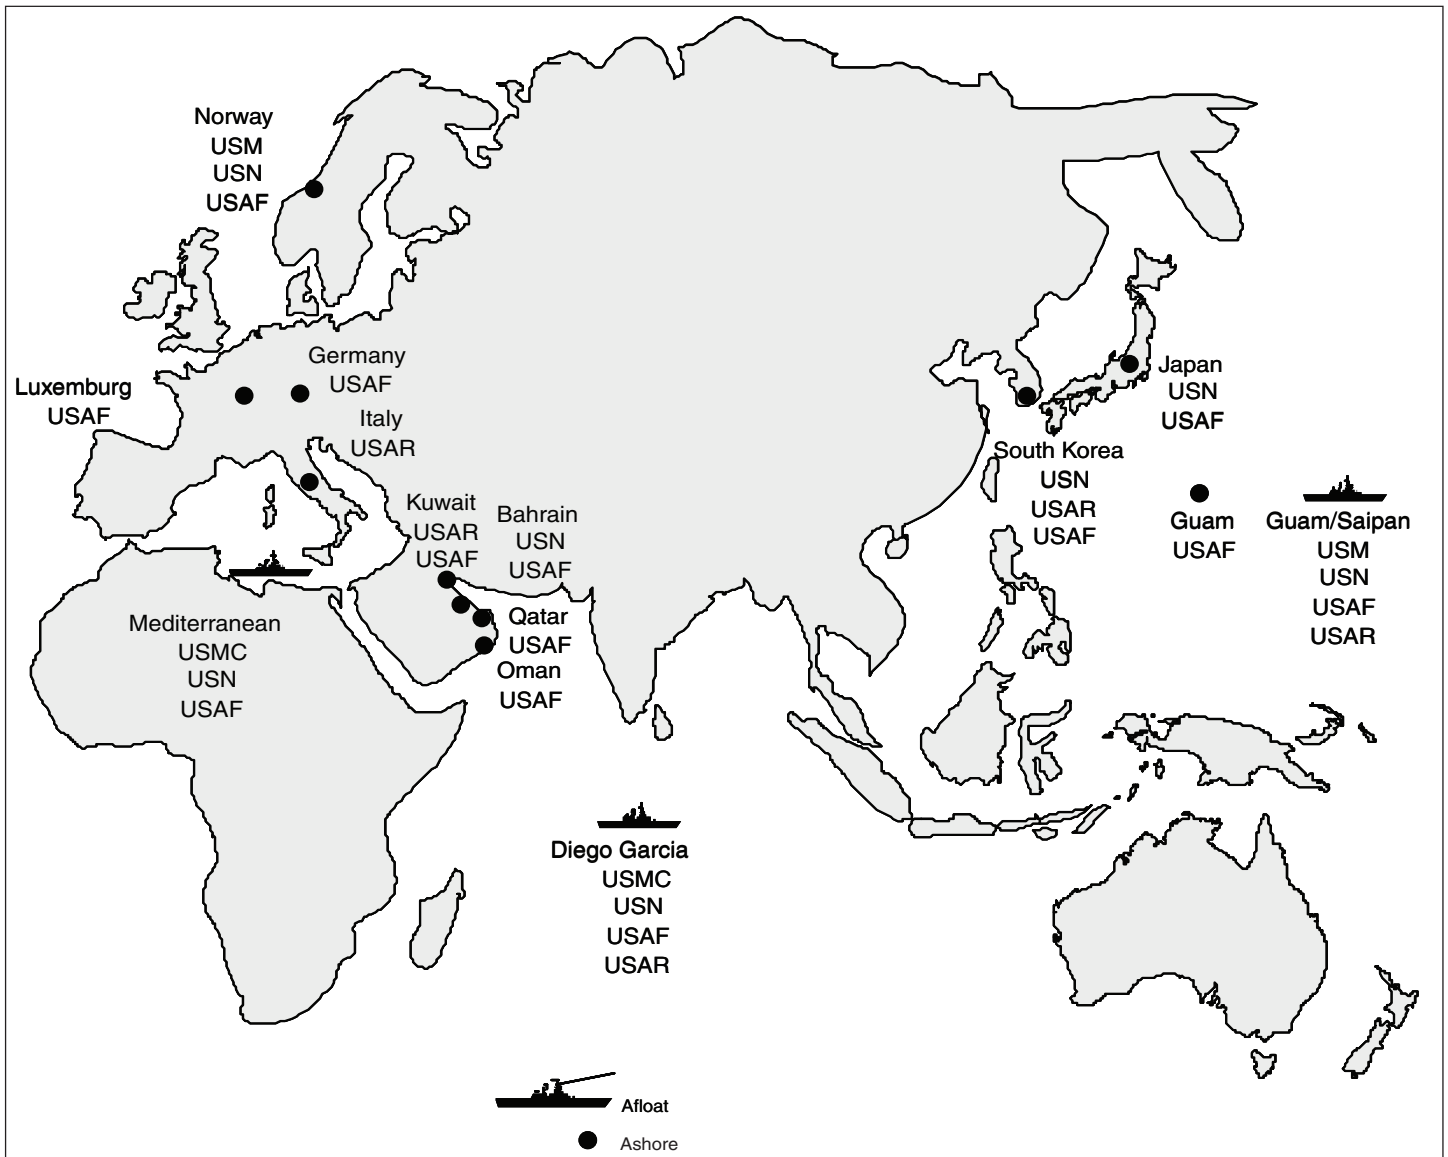 Norway
USM
USN
USAF
Germany
USAF
Luxemburg
USAF
Italy
USAR
Kuwait
USAR
USAF
Bahrain
USN
USAF
Qatar
USAF
Oman
USAF
Mediterranean
USMC
USN
USAF
Japan
USN
USAF
South Korea
USN
USAR
USAF
Guam
USAF
Guam/Saipan
USM
USN
USAF
USAR
Diego Garcia
USMC
USN
USAF
USAR
Afloat
Ashore